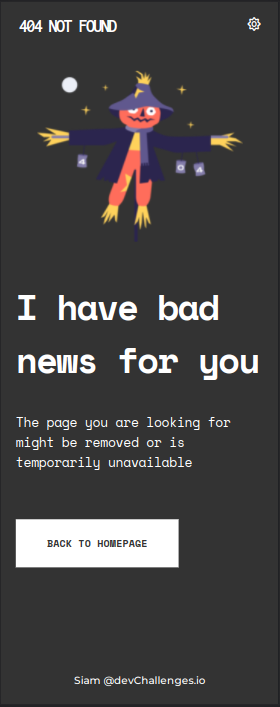 404 NOT FOUND
4
0 4
I have bad
news for you
The page you are looking for
might be removed or is
temporarily unavailable
BACK TO HOMEPAGE
Siam @devChallenges.io